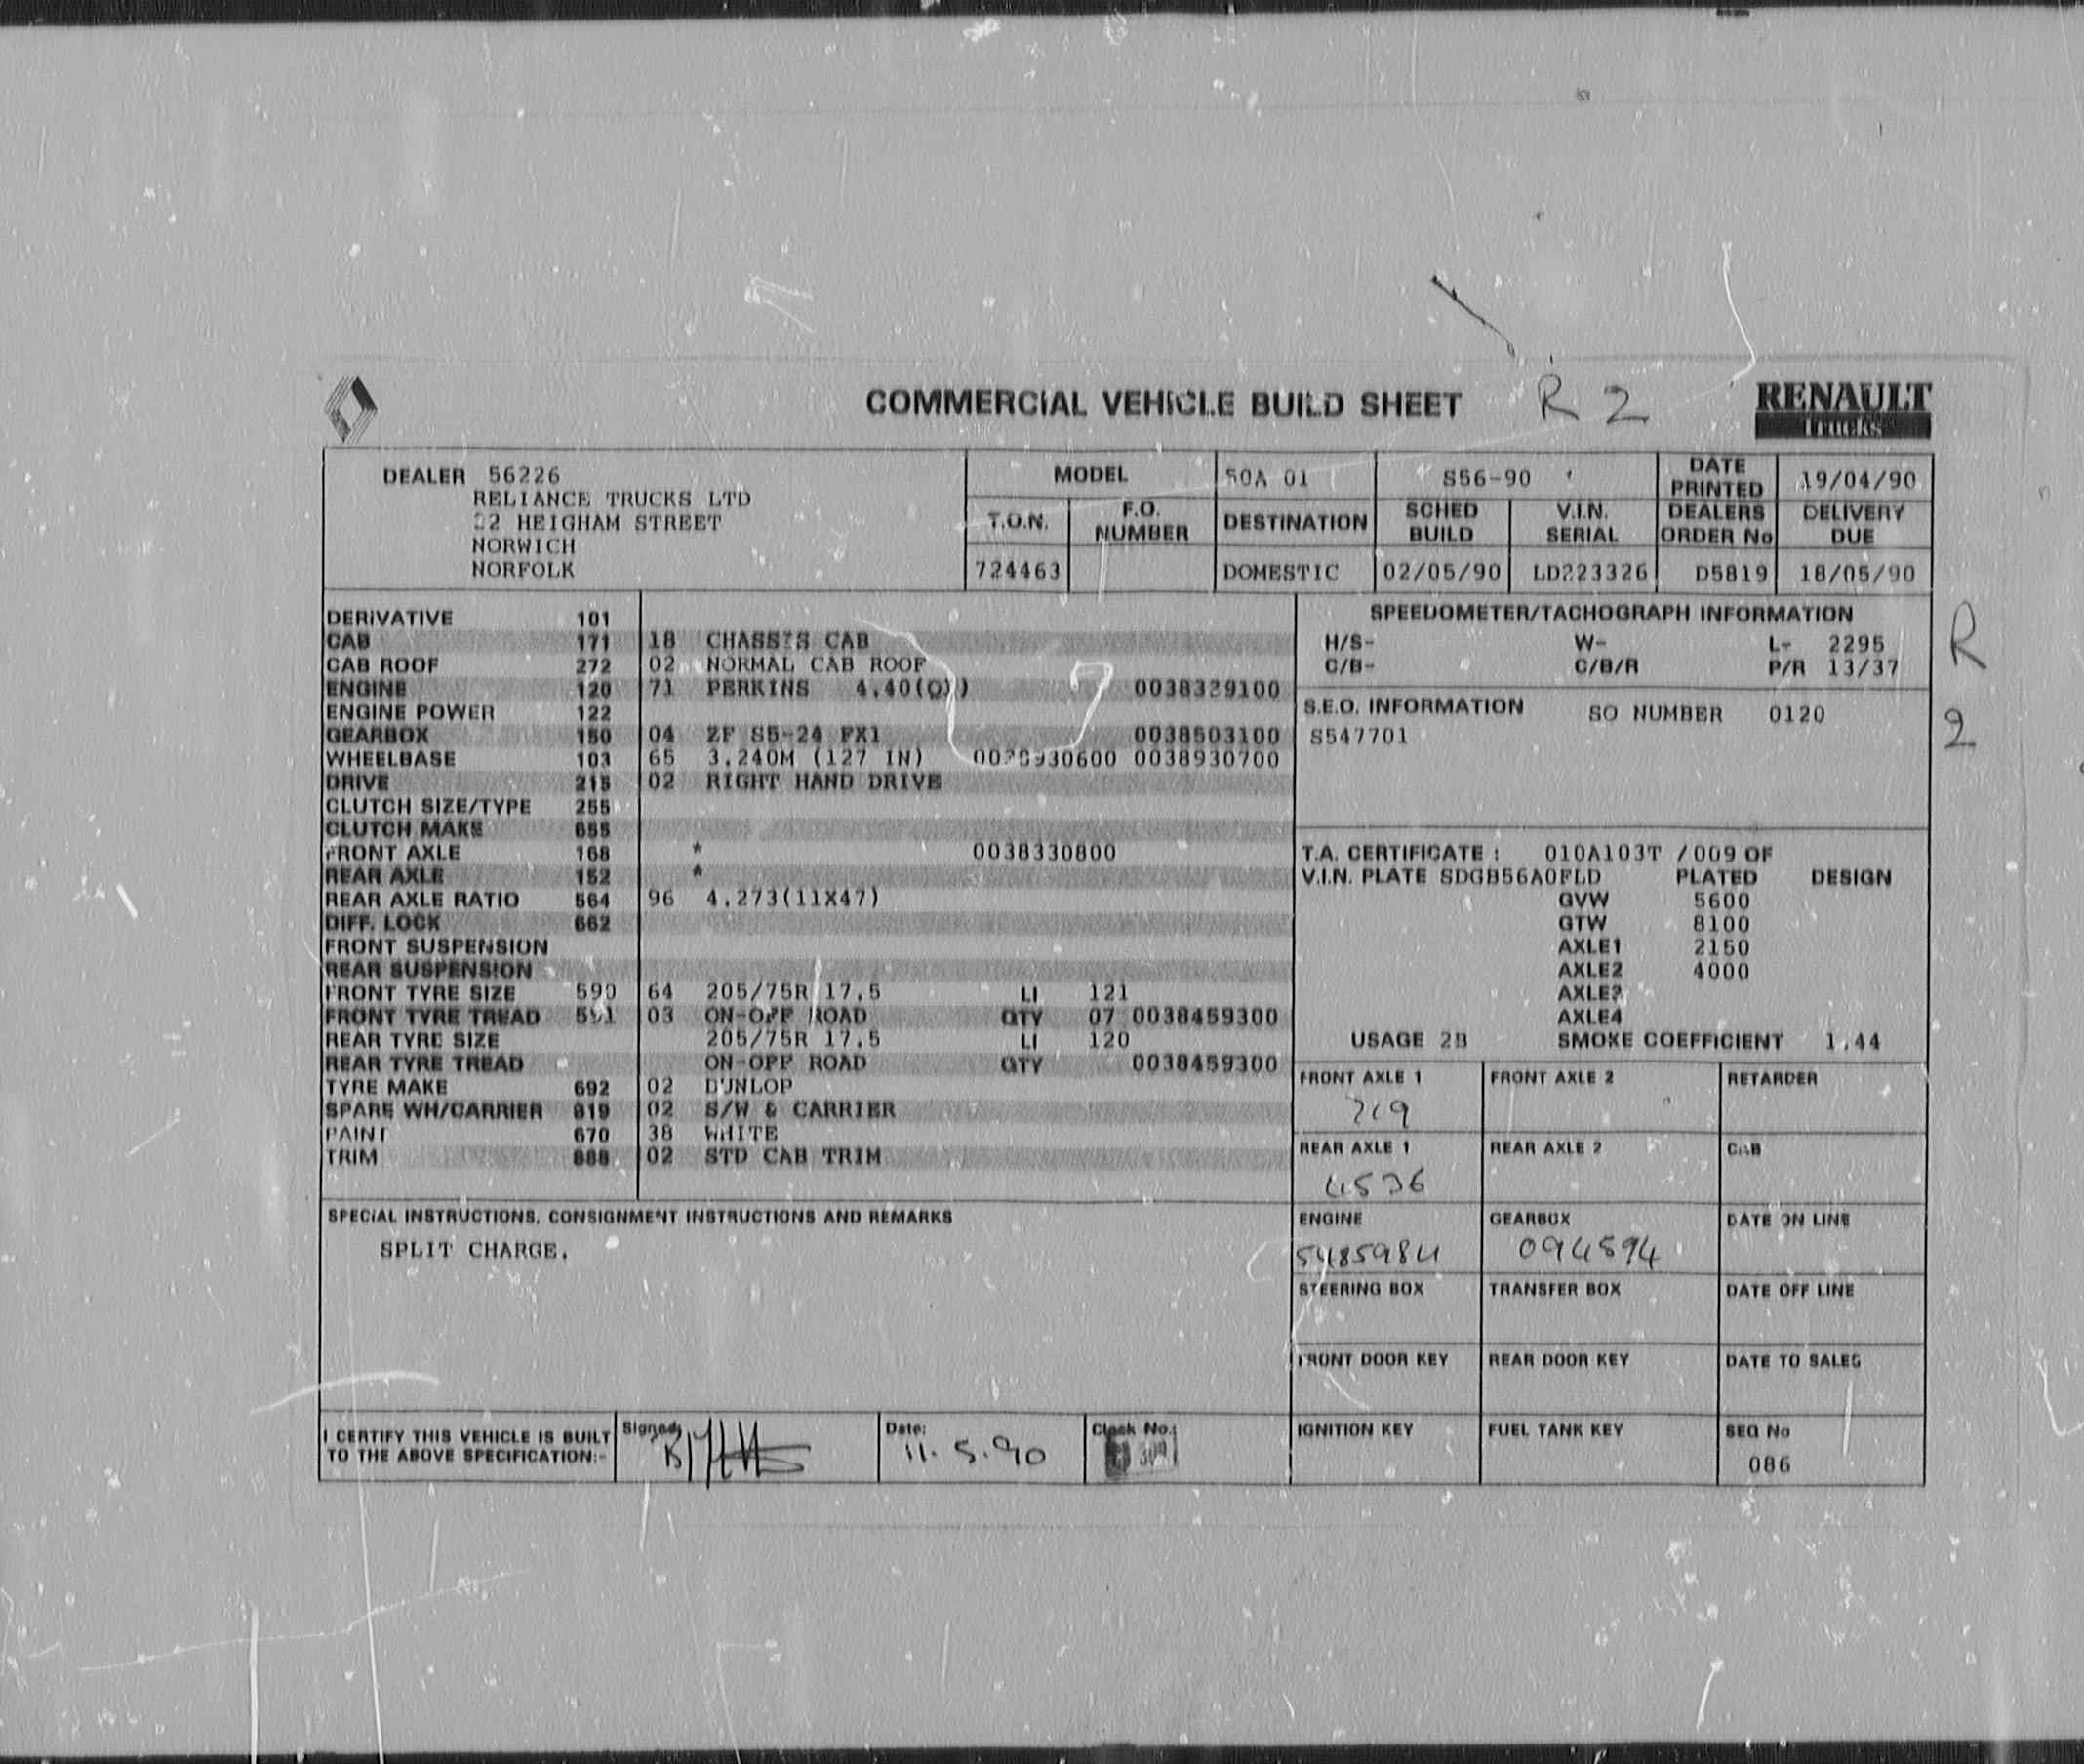 COMMERCIAL VEHICLE BUILD SHEET R 2
RENAULT
Trucks
DEALER 56226
RELIANCE TRUCKS LTD
HEIGHAM STREET
NORWICH
NORFOLK
MODEL 50A 01 S56-90
DATE PRINTED 19/04/90
T.O.N. F.O. NUMBER DESTINATION SCHED BUILD V.I.N. SERIAL DEALERS ORDER No DELIVERY DUE
724463 DOMESTIC 02/05/90 LD223326 D5819 18/05/90
DERIVATIVE 101
CAB 171 18 CHASSIS CAB
CAB ROOF 272 02 NORMAL CAB ROOF
ENGINE 120 71 PERKINS 0038329100
ENGINE POWER 122
GEARBOX 150 04 ZF S5-24 FX1 0038503100
WHEELBASE 103 65 3.240M (127 IN) 0038930600 0038930700
DRIVE 215 02 RIGHT HAND DRIVE
CLUTCH SIZE/TYPE 255
CLUTCH MAKE 655
FRONT AXLE 168 * 0038330800
REAR AXLE 152 *
REAR AXLE RATIO 564 96 4.273(11X47)
DIFF. LOCK 662
FRONT SUSPENSION
REAR SUSPENSION
FRONT TYRE SIZE 590 64 205/75R 17.5 LI 121
FRONT TYRE TREAD 591 03 ON-OFF ROAD QTY 07 0038459300
REAR TYRE SIZE 205/75R 17.5 LI 120
REAR TYRE TREAD ON-OFF ROAD QTY 0038459300
TYRE MAKE 692 02 DUNLOP
SPARE WH/CARRIER 819 02 S/W & CARRIER
PAINT 670 38 WHITE
TRIM 888 02 STD CAB TRIM
SPEEDOMETER/TACHOGRAPH INFORMATION
H/S- W- L- 2295
C/B- C/B/R P/R 13/37
R
2
S.E.O. INFORMATION SO NUMBER 0120
S547701
T.A. CERTIFICATE : 010A103T /009 OF
V.I.N. PLATE SDGB56A0FLD PLATED DESIGN
GVW 5600
GTW 8100
AXLE1 2150
AXLE2 4000
AXLE3
AXLE4
USAGE 2B SMOKE COEFFICIENT 1.44
FRONT AXLE 1 FRONT AXLE 2 RETARDER
REAR AXLE 1 REAR AXLE 2 CAB
4536
ENGINE GEARBOX DATE ON LINE
5485984 094594
STEERING BOX TRANSFER BOX DATE OFF LINE
FRONT DOOR KEY REAR DOOR KEY DATE TO SALES
IGNITION KEY FUEL TANK KEY SEQ No
086
SPECIAL INSTRUCTIONS, CONSIGNMENT INSTRUCTIONS AND REMARKS
SPLIT CHARGE.
I CERTIFY THIS VEHICLE IS BUILT
TO THE ABOVE SPECIFICATION:-
Signed:
Date:
11.5.90
Clock No.: